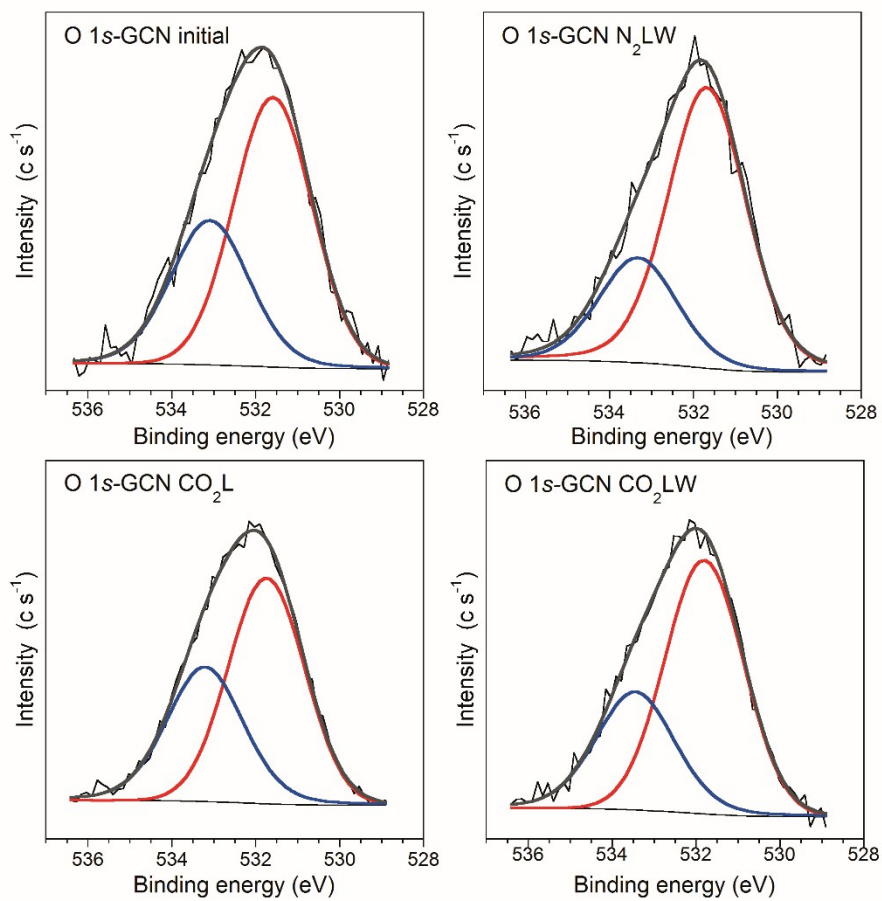 O 1s-GCN initial
Intensity (c s⁻¹)
536 534 532 530 528
Binding energy (eV)
O 1s-GCN N₂LW
Intensity (c s⁻¹)
536 534 532 530 528
Binding energy (eV)
O 1s-GCN CO₂L
Intensity (c s⁻¹)
536 534 532 530 528
Binding energy (eV)
O 1s-GCN CO₂LW
Intensity (c s⁻¹)
536 534 532 530 528
Binding energy (eV)